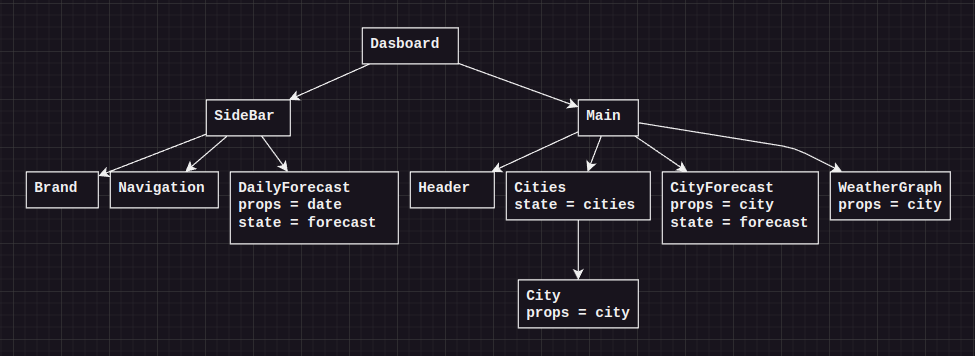 Dasboard
SideBar
Main
Brand
Navigation
DailyForecast
props = date
state = forecast
Header
Cities
state = cities
CityForecast
props = city
state = forecast
WeatherGraph
props = city
City
props = city